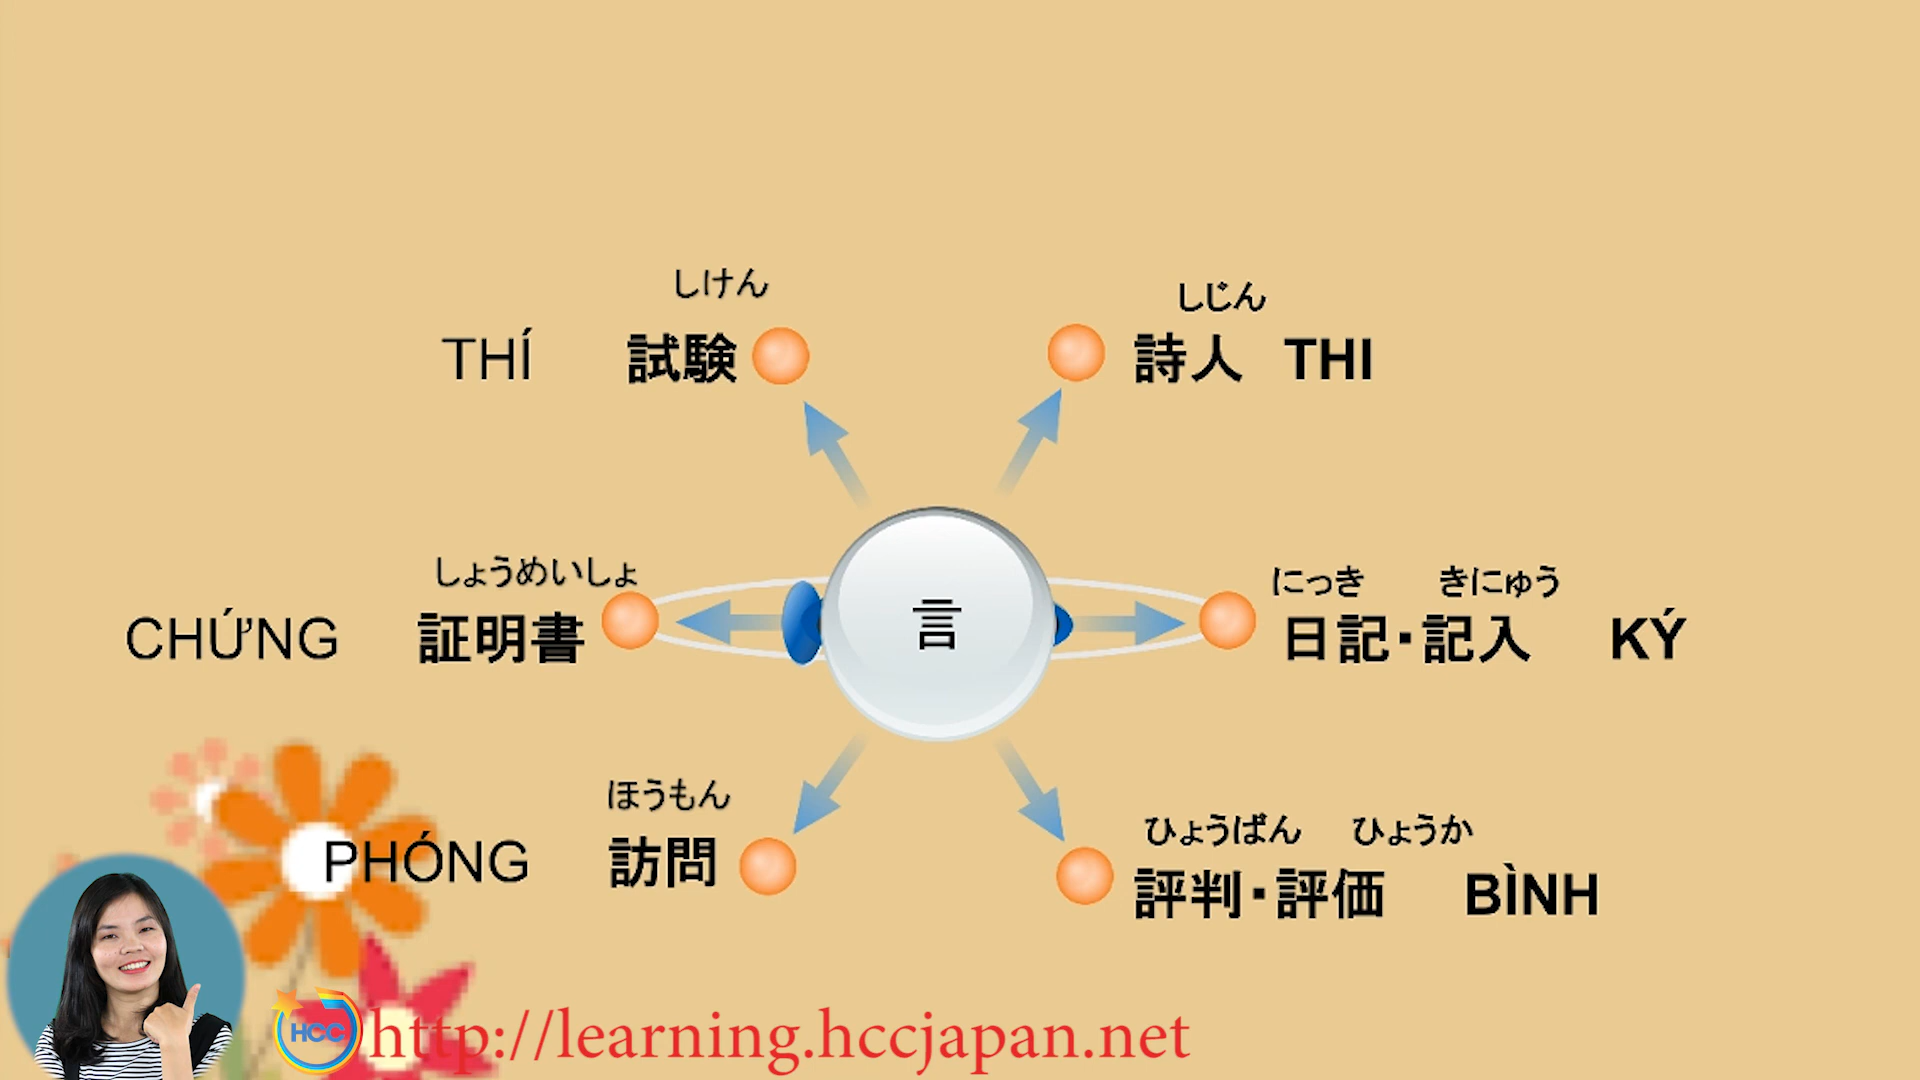 しけん
THÍ 試験
しじん
詩人 THI
しょうめいしょ
CHỨNG 証明書
言
にっき きにゅう
日記・記入 KÝ
ほうもん
PHÓNG 訪問
ひょうばん ひょうか
評判・評価 BÌNH
HCC http://learning.hccjapan.net